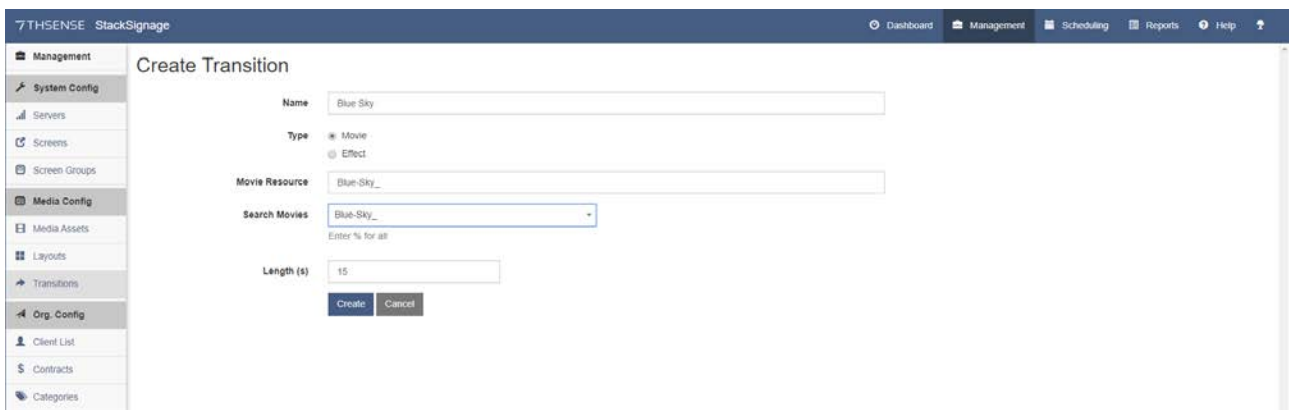 7THSENSE StackSignage
Dashboard Management Scheduling Reports Help
Management
System Config
Servers
Screens
Screen Groups
Media Config
Media Assets
Layouts
Transitions
Org. Config
Client List
Contracts
Categories
Create Transition
Name Blue Sky
Type Movie
Effect
Movie Resource Blue-Sky_
Search Movies Blue-Sky_
Enter % for all
Length (s) 15
Create Cancel